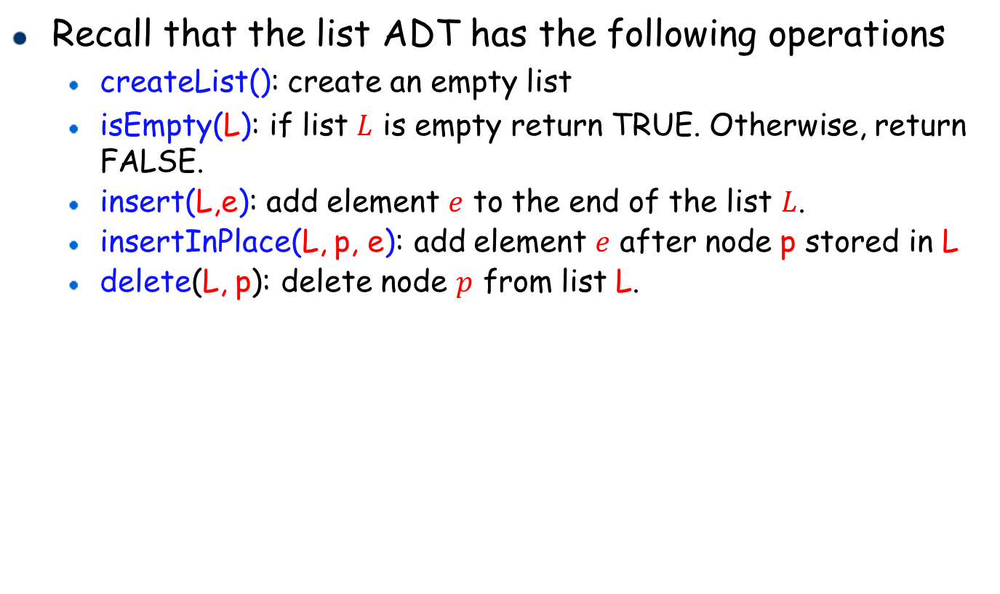 • Recall that the list ADT has the following operations
• createList(): create an empty list
• isEmpty(L): if list L is empty return TRUE. Otherwise, return
FALSE.
• insert(L,e): add element e to the end of the list L.
• insertInPlace(L, p, e): add element e after node p stored in L
• delete(L, p): delete node p from list L.